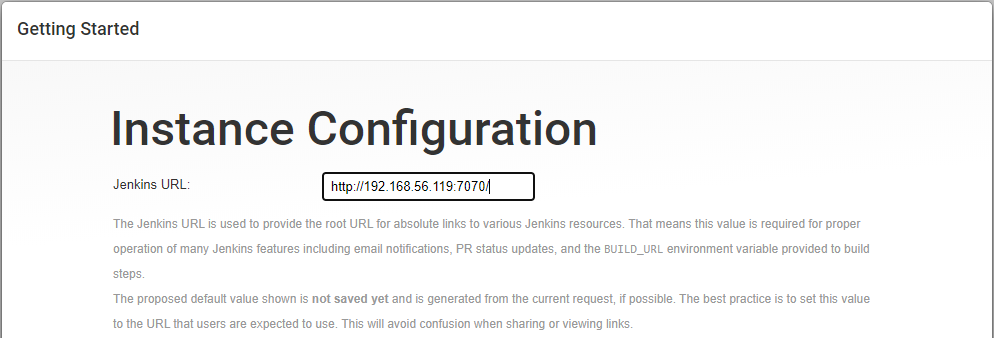 Getting Started
Instance Configuration
Jenkins URL: http://192.168.56.119:7070/
The Jenkins URL is used to provide the root URL for absolute links to various Jenkins resources. That means this value is required for proper
operation of many Jenkins features including email notifications, PR status updates, and the BUILD_URL environment variable provided to build
steps.
The proposed default value shown is not saved yet and is generated from the current request, if possible. The best practice is to set this value
to the URL that users are expected to use. This will avoid confusion when sharing or viewing links.